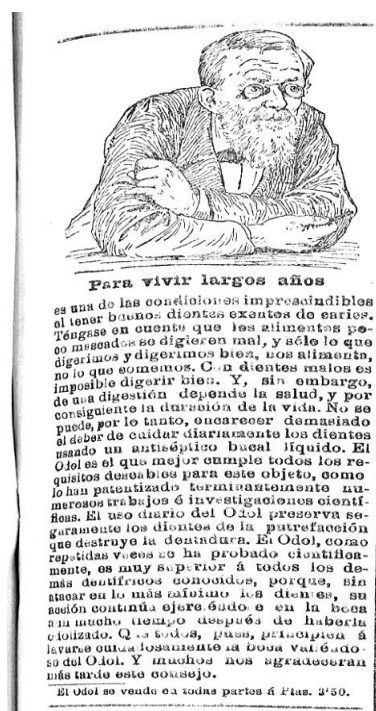 Para vivir largos años
es una de las condiciones imprescindibles
el tener buenos dientes exentos de caries.
Téngase en cuenta que los alimentos po-
co mascados se digieren mal, y sólo lo que
digerimos y digerimos bien, nos alimenta,
no lo que comemos. Con dientes malos es
imposible digerir bien. Y, sin embargo,
de una digestión depende la salud, y por
consiguiente la duración de la vida. No se
puede, por lo tanto, encarecer demasiado
el deber de cuidar diariamente los dientes
usando un antiséptico bucal líquido. El
Odol es el que mejor cumple todos los re-
quisitos deseables para este objeto, como
lo han patentizado terminantemente nu-
merosos trabajos é investigaciones cientí-
ficas. El uso diario del Odol preserva se-
guramente los dientes de la putrefacción
que destruye la dentadura. El Odol, como
repetidas veces se ha probado científica-
mente, es muy superior á todos los de-
más dentífricos conocidos, porque, sin
atacar en lo más mínimo los dientes, su
acción continúa ejerciéndose en la boca
aun mucho tiempo después de haberla
odolizado. Que todos, pues, principien á
lavarse cuidadosamente la boca valiéndo-
se del Odol. Y muchos nos agradecerán
más tarde este consejo.
El Odol se vende en todas partes á Ptas. 3'50.